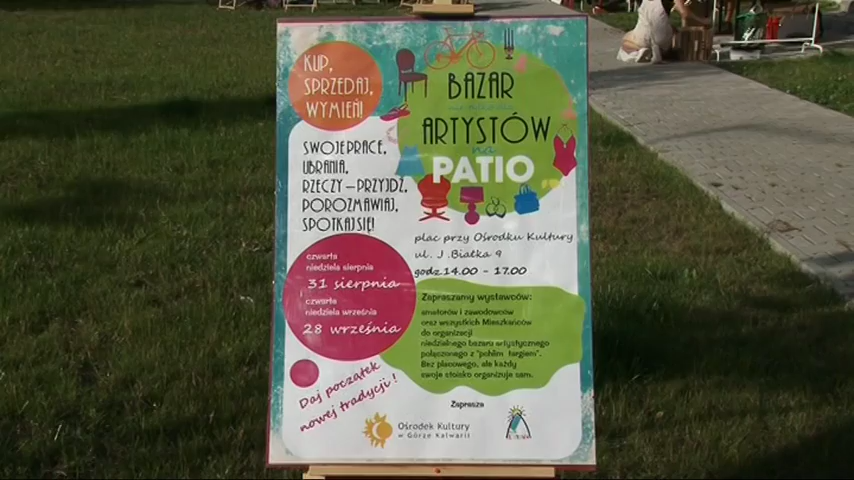 KUP,
SPRZEDAJ,
WYMIEŃ!
BAZAR
ARTYSTÓW
na
PATIO
SWOJE PRACE,
UBRANIA,
RZECZY – PRZYJDŹ,
POROZMAWIAJ,
SPOTKAJ SIĘ!
plac przy Ośrodku Kultury
ul. J. Białka 9
godz.14.00 - 17.00
czwarta
niedziela sierpnia
31 sierpnia
czwarta
niedziela września
28 września
Zapraszamy wystawców:
amatorów i zawodowców
oraz wszystkich Mieszkańców
do organizacji
niedzielnego bazaru artystycznego
połączonego z "pchlim targiem".
Bez placowego, ale każdy
swoje stoisko organizuje sam.
Daj początek
nowej tradycji!
Zaprasza
Ośrodek Kultury
w Górze Kalwarii